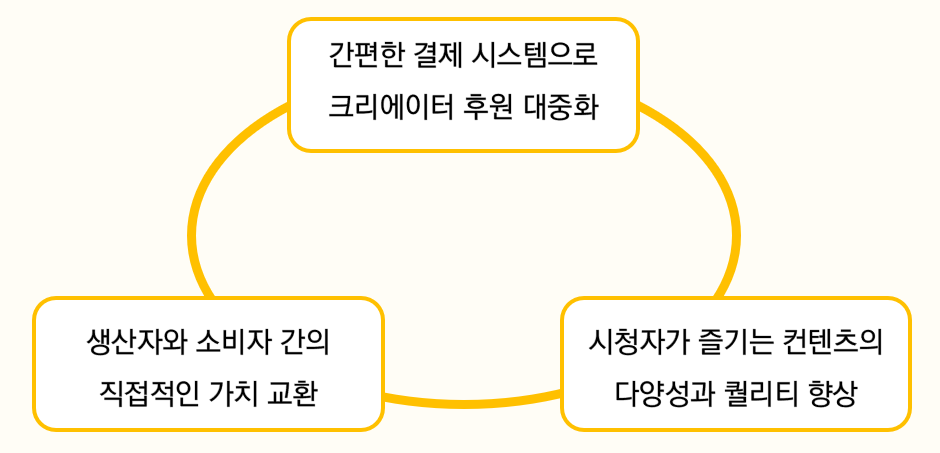 간편한 결제 시스템으로
크리에이터 후원 대중화
생산자와 소비자 간의
직접적인 가치 교환
시청자가 즐기는 컨텐츠의
다양성과 퀄리티 향상